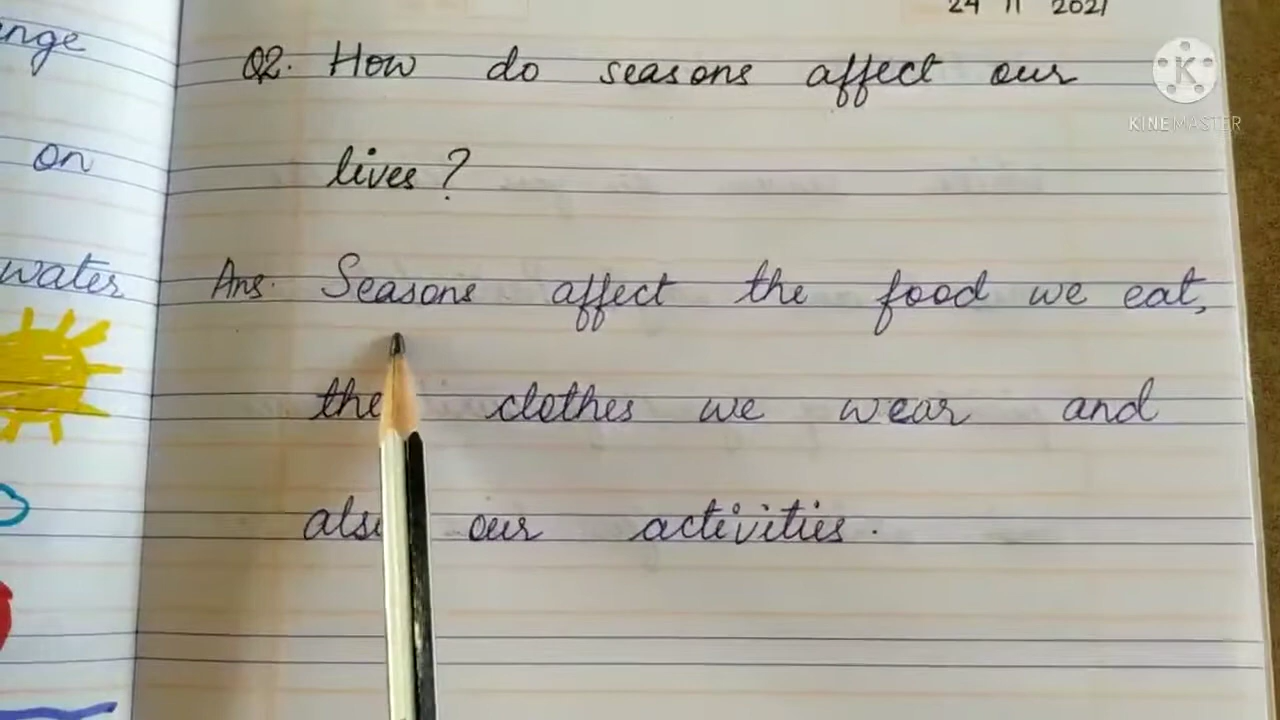 24 11 2021
nge
on
water
Q2. How do seasons affect our
lives?
Ans. Seasons affect the food we eat,
the clothes we wear and
also our activities.
KINEMASTER